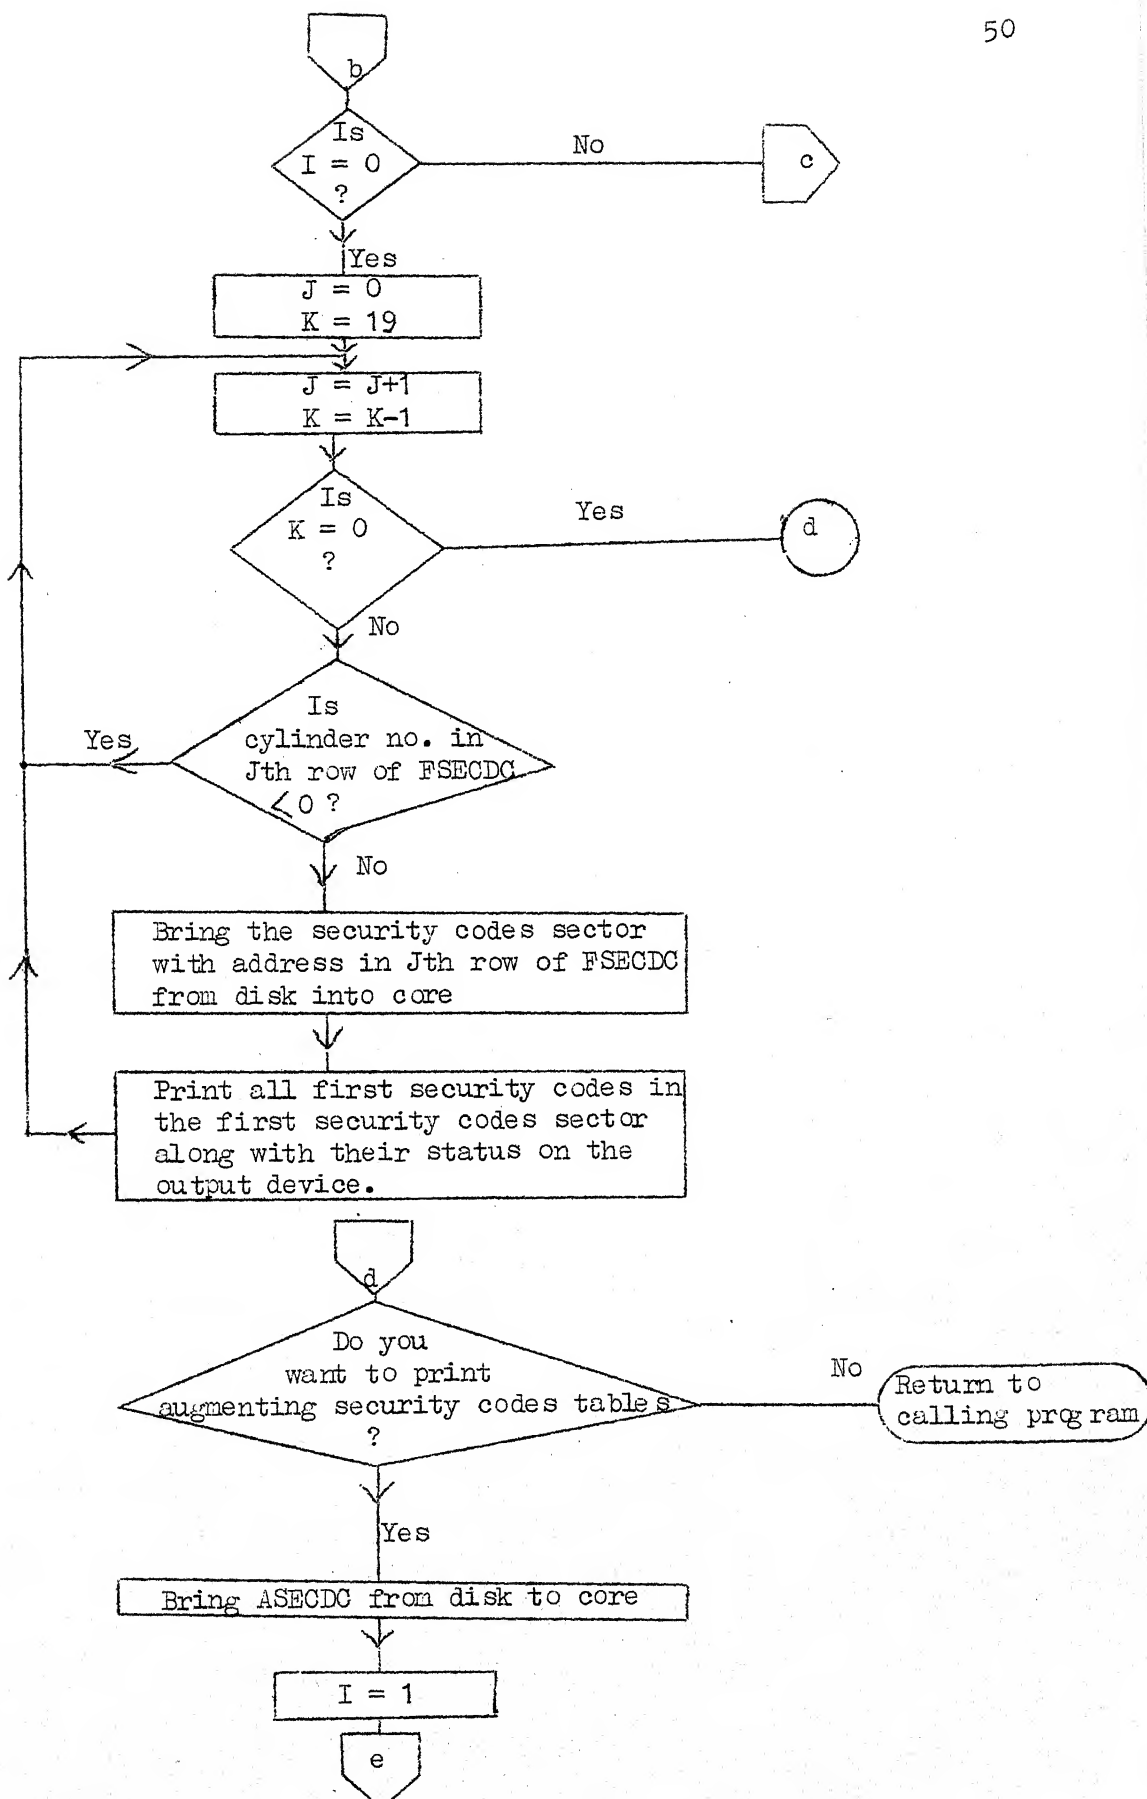 50
b
Is
I = 0
?
No
c
Yes
J = 0
K = 19
J = J+1
K = K-1
Is
K = 0
?
Yes
d
No
Is
cylinder no. in
Jth row of FSECDC
< 0 ?
Yes
No
Bring the security codes sector
with address in Jth row of FSECDC
from disk into core
Print all first security codes in
the first security codes sector
along with their status on the
output device.
d
Do you
want to print
augmenting security codes tables
?
No
Return to
calling program
Yes
Bring ASECDC from disk to core
I = 1
e